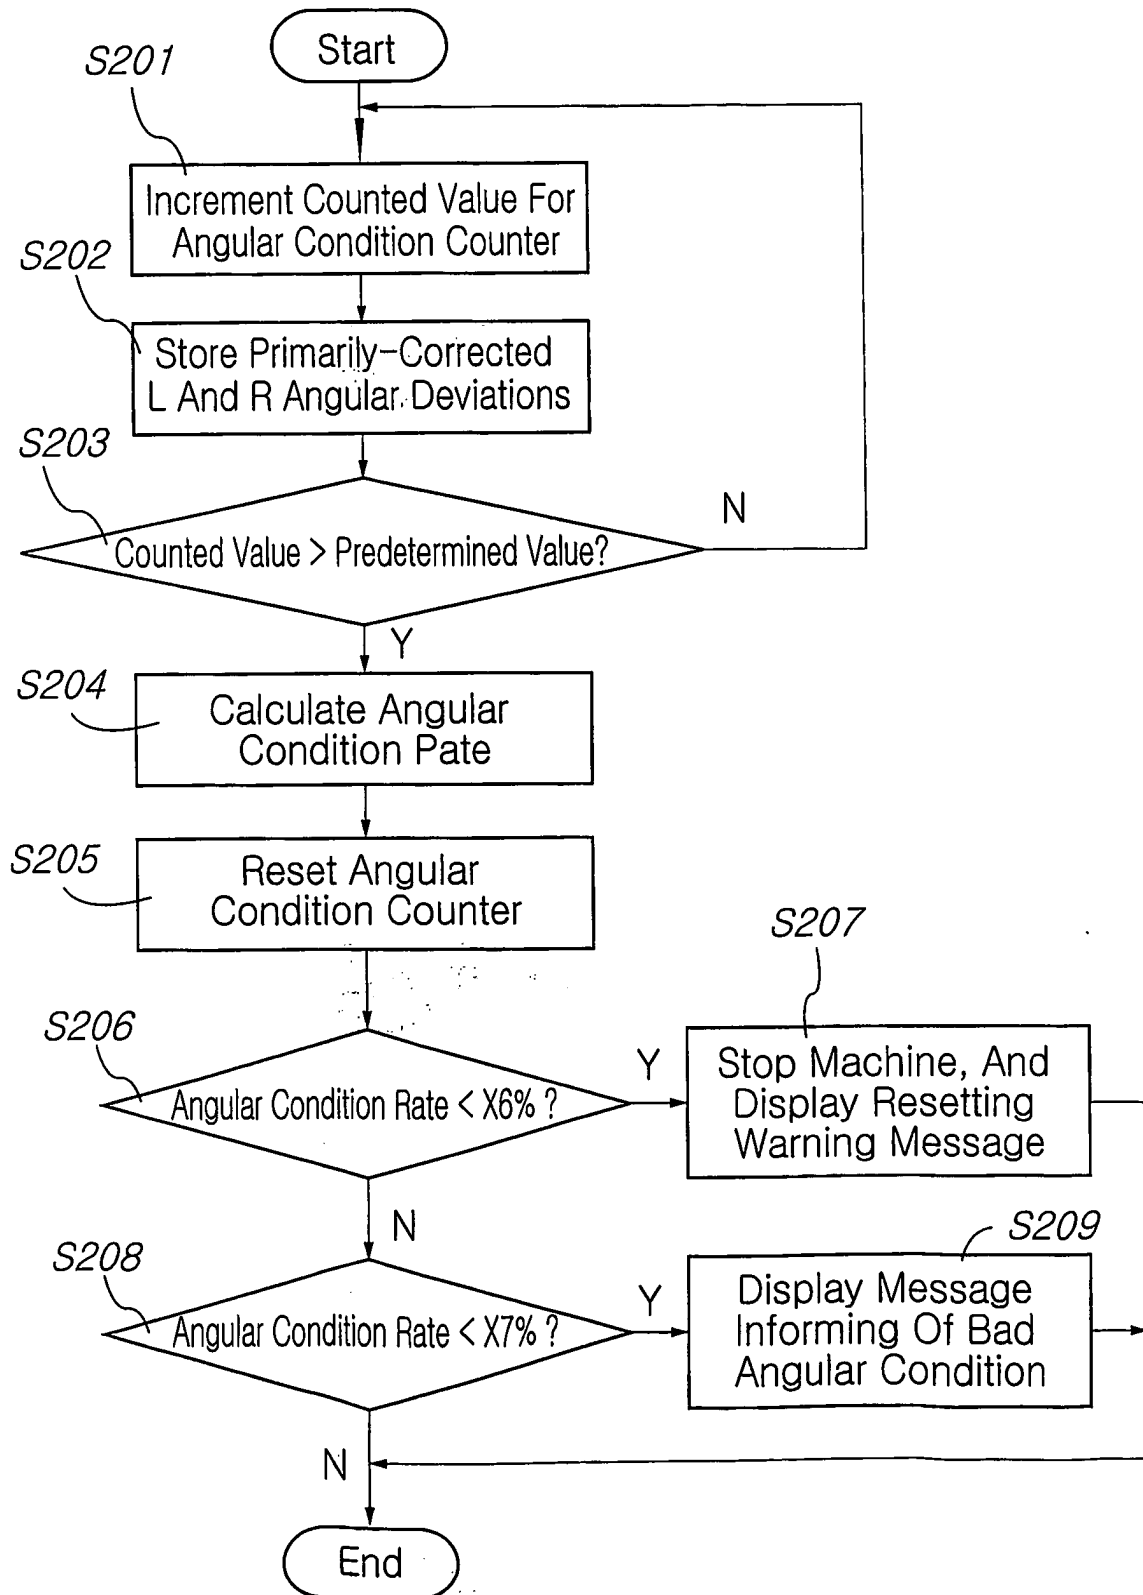 Start
S201
Increment Counted Value For
Angular Condition Counter
S202
Store Primarily-Corrected
L And R Angular Deviations
S203
Counted Value > Predetermined Value?
N
Y
S204
Calculate Angular
Condition Pate
S205
Reset Angular
Condition Counter
S206
Angular Condition Rate < X6% ?
Y
S207
Stop Machine, And
Display Resetting
Warning Message
N
S208
Angular Condition Rate < X7% ?
Y
S209
Display Message
Informing Of Bad
Angular Condition
N
End